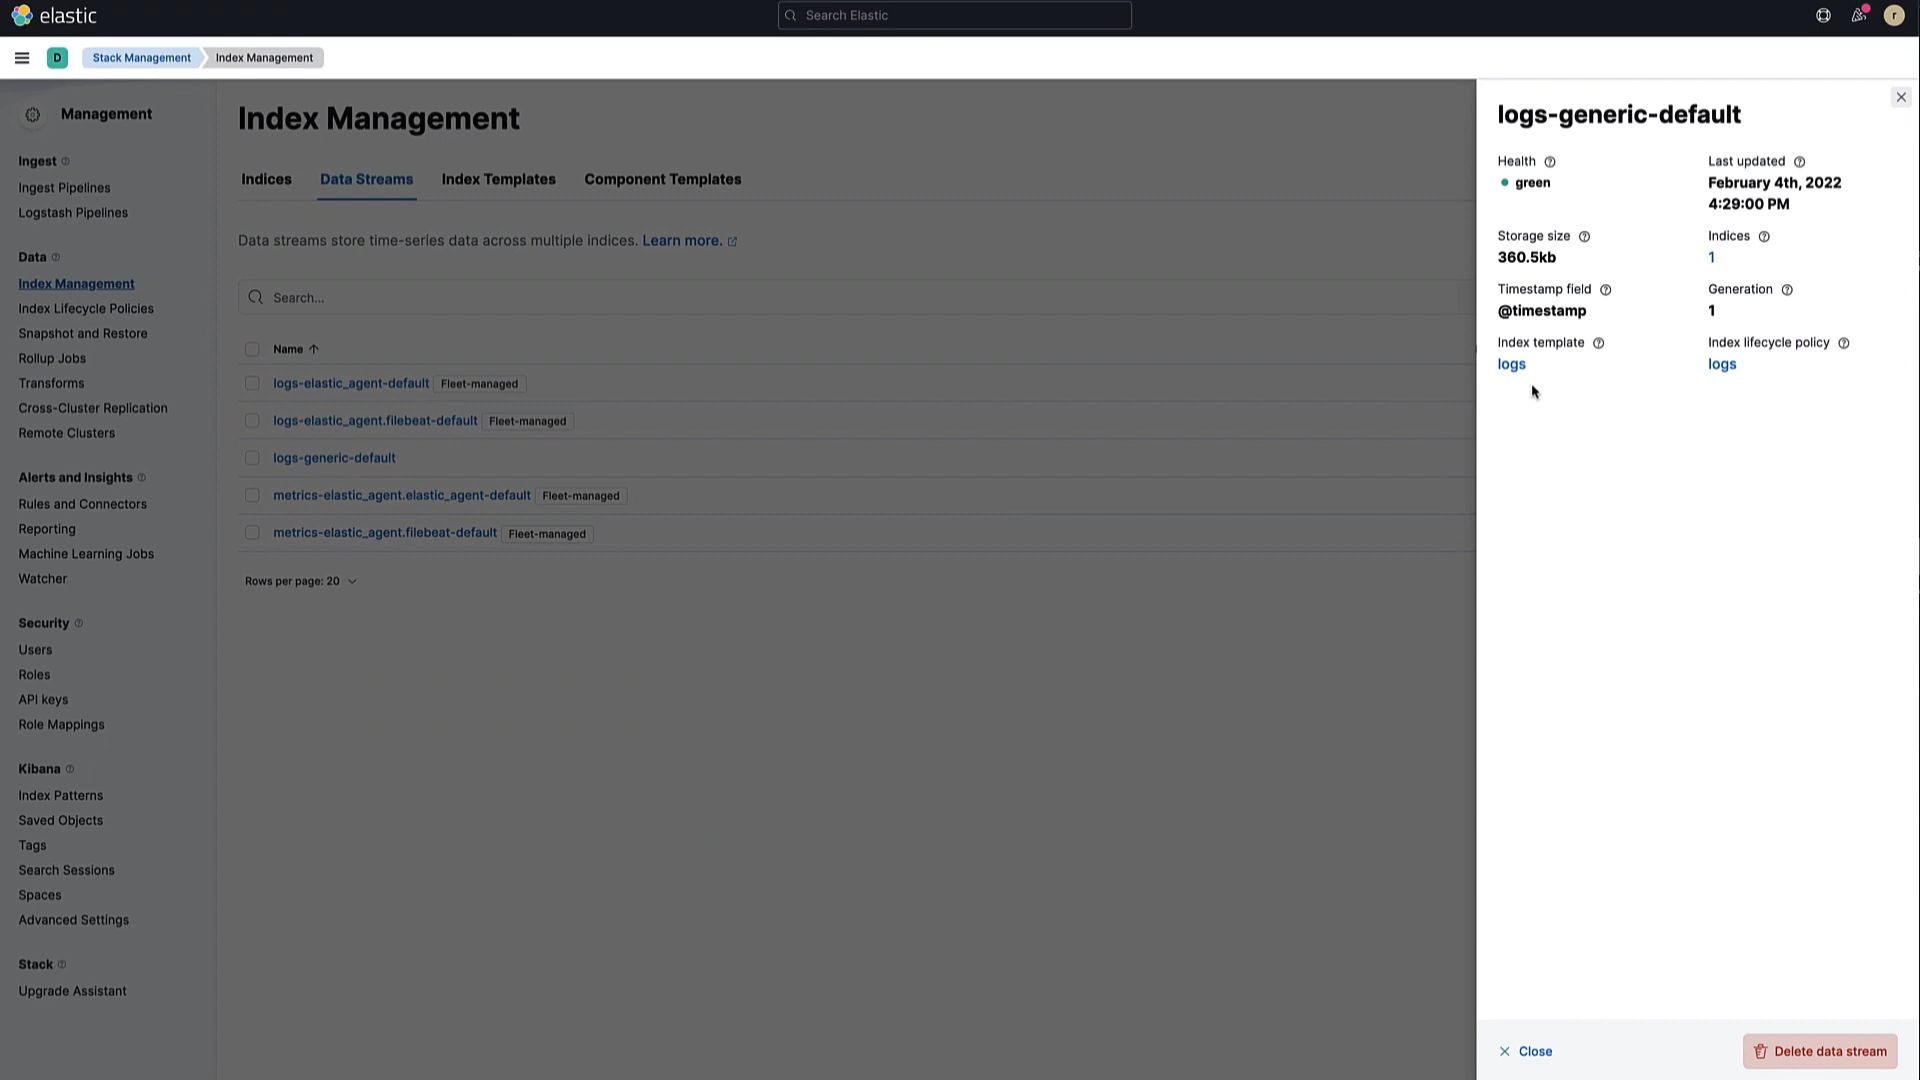 elastic
Search Elastic
r
D
Stack Management
Index Management
Management
Ingest
Ingest Pipelines
Logstash Pipelines
Data
Index Management
Index Lifecycle Policies
Snapshot and Restore
Rollup Jobs
Transforms
Cross-Cluster Replication
Remote Clusters
Alerts and Insights
Rules and Connectors
Reporting
Machine Learning Jobs
Watcher
Security
Users
Roles
API keys
Role Mappings
Kibana
Index Patterns
Saved Objects
Tags
Search Sessions
Spaces
Advanced Settings
Stack
Upgrade Assistant
Index Management
Indices
Data Streams
Index Templates
Component Templates
Data streams store time-series data across multiple indices. Learn more.
Search...
Name
logs-elastic_agent-default Fleet-managed
logs-elastic_agent.filebeat-default Fleet-managed
logs-generic-default
metrics-elastic_agent.elastic_agent-default Fleet-managed
metrics-elastic_agent.filebeat-default Fleet-managed
Rows per page: 20
logs-generic-default
Health
green
Last updated
February 4th, 2022
4:29:00 PM
Storage size
360.5kb
Indices
1
Timestamp field
@timestamp
Generation
1
Index template
logs
Index lifecycle policy
logs
Close
Delete data stream